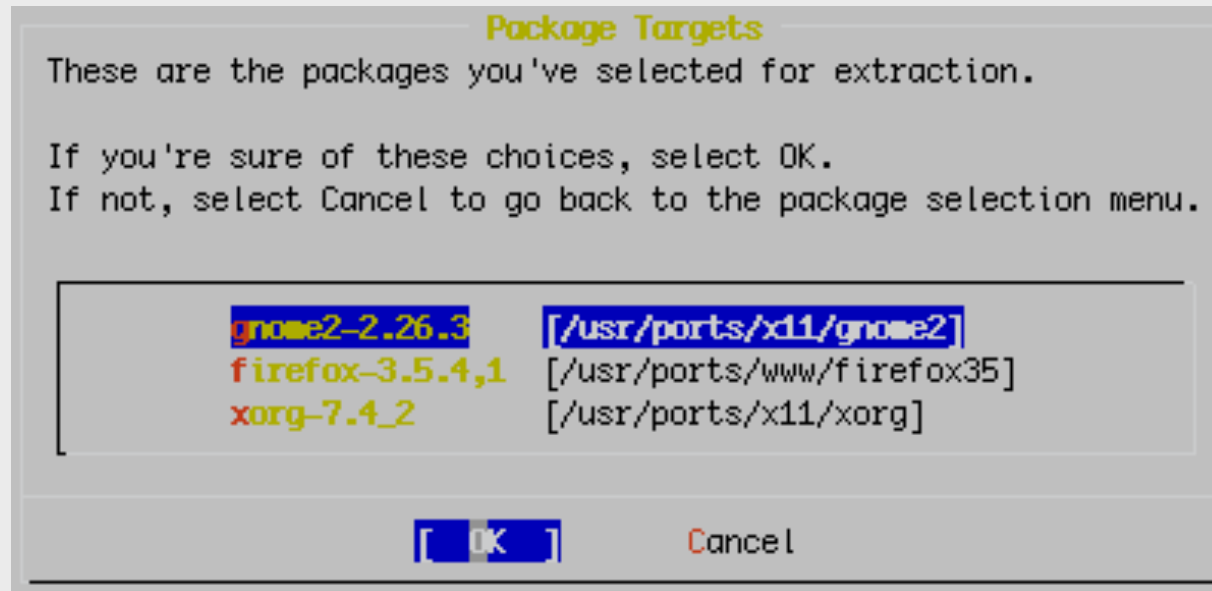 Package Targets
These are the packages you've selected for extraction.
If you're sure of these choices, select OK.
If not, select Cancel to go back to the package selection menu.
gnome2-2.26.3 [/usr/ports/x11/gnome2]
firefox-3.5.4,1 [/usr/ports/www/firefox35]
xorg-7.4_2 [/usr/ports/x11/xorg]
[ OK ] Cancel